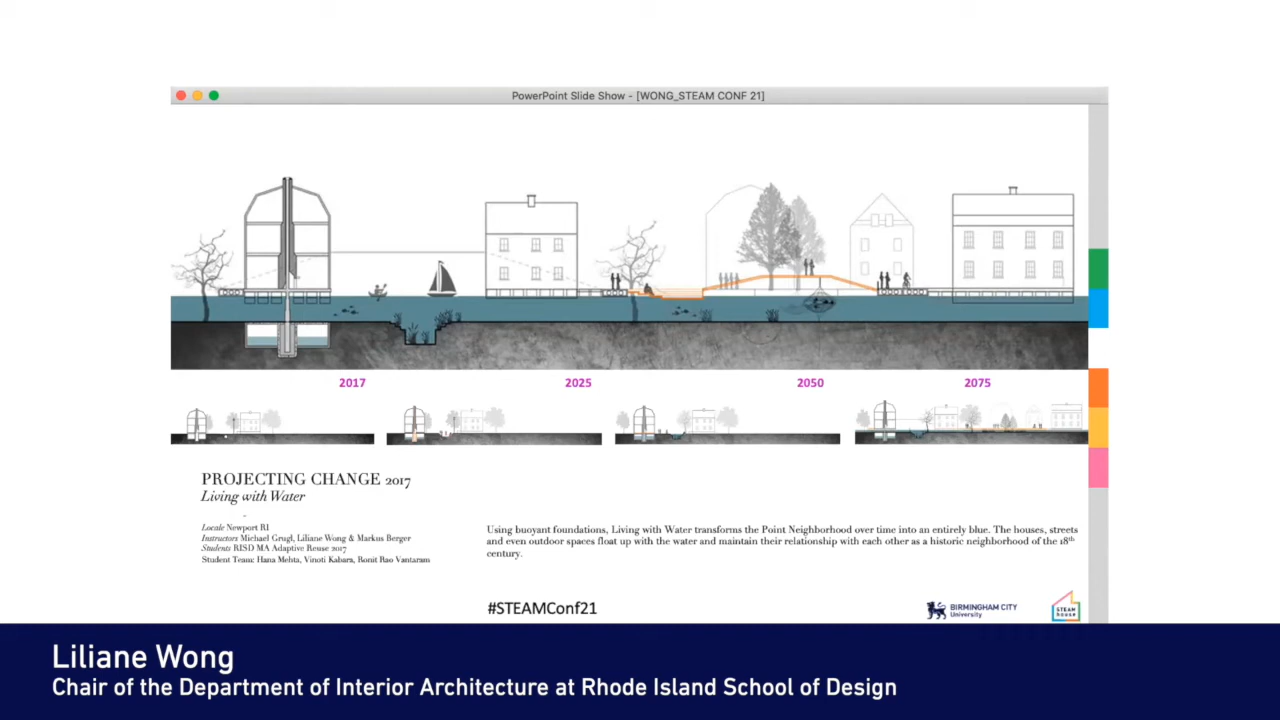 PowerPoint Slide Show - [WONG_STEAM CONF 21]
2017 2025 2050 2075
PROJECTING CHANGE 2017
Living with Water
Locale Newport RI
Instructors Michael Grugl, Liliane Wong & Markus Berger
Students RISD MA Adaptive Reuse 2017
Student Team: Hana Mehta, Vinoti Kabara, Ronit Rao Vantaram
Using buoyant foundations, Living with Water transforms the Point Neighborhood over time into an entirely blue. The houses, streets
and even outdoor spaces float up with the water and maintain their relationship with each other as a historic neighborhood of the 18th
century.
#STEAMConf21
BIRMINGHAM CITY
University
STEAM
house
Liliane Wong
Chair of the Department of Interior Architecture at Rhode Island School of Design